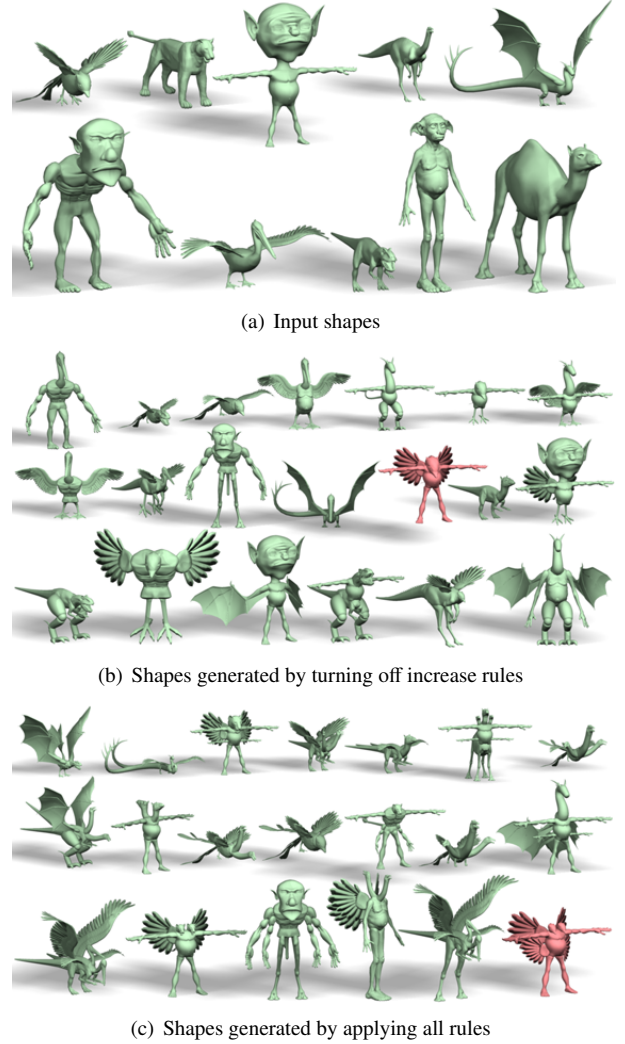 (a) Input shapes
(b) Shapes generated by turning off increase rules
(c) Shapes generated by applying all rules